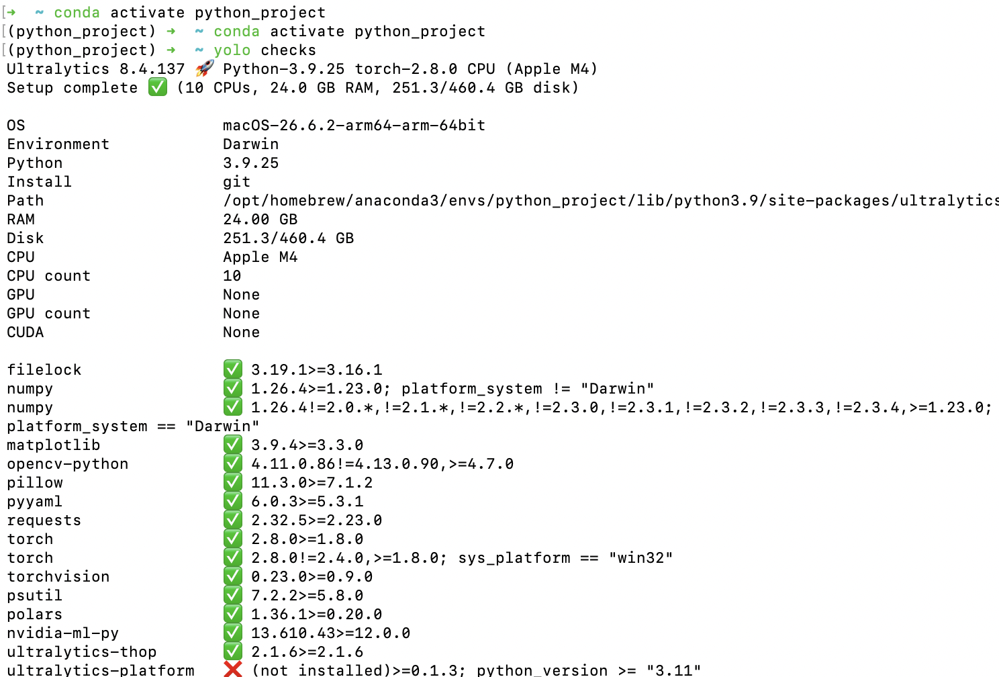 [➜  ~ conda activate python_project
[(python_project) ➜  ~ conda activate python_project
[(python_project) ➜  ~ yolo checks
Ultralytics 8.4.137 🚀 Python-3.9.25 torch-2.8.0 CPU (Apple M4)
Setup complete ✅ (10 CPUs, 24.0 GB RAM, 251.3/460.4 GB disk)
OS macOS-26.6.2-arm64-arm-64bit
Environment Darwin
Python 3.9.25
Install git
Path /opt/homebrew/anaconda3/envs/python_project/lib/python3.9/site-packages/ultralytics
RAM 24.00 GB
Disk 251.3/460.4 GB
CPU Apple M4
CPU count 10
GPU None
GPU count None
CUDA None
filelock ✅ 3.19.1>=3.16.1
numpy ✅ 1.26.4>=1.23.0; platform_system != "Darwin"
numpy ✅ 1.26.4!=2.0.*,!=2.1.*,!=2.2.*,!=2.3.0,!=2.3.1,!=2.3.2,!=2.3.3,!=2.3.4,>=1.23.0;
platform_system == "Darwin"
matplotlib ✅ 3.9.4>=3.3.0
opencv-python ✅ 4.11.0.86!=4.13.0.90,>=4.7.0
pillow ✅ 11.3.0>=7.1.2
pyyaml ✅ 6.0.3>=5.3.1
requests ✅ 2.32.5>=2.23.0
torch ✅ 2.8.0>=1.8.0
torch ✅ 2.8.0!=2.4.0,>=1.8.0; sys_platform == "win32"
torchvision ✅ 0.23.0>=0.9.0
psutil ✅ 7.2.2>=5.8.0
polars ✅ 1.36.1>=0.20.0
nvidia-ml-py ✅ 13.610.43>=12.0.0
ultralytics-thop ✅ 2.1.6>=2.1.6
ultralytics-platform ❌ (not installed)>=0.1.3; python_version >= "3.11"